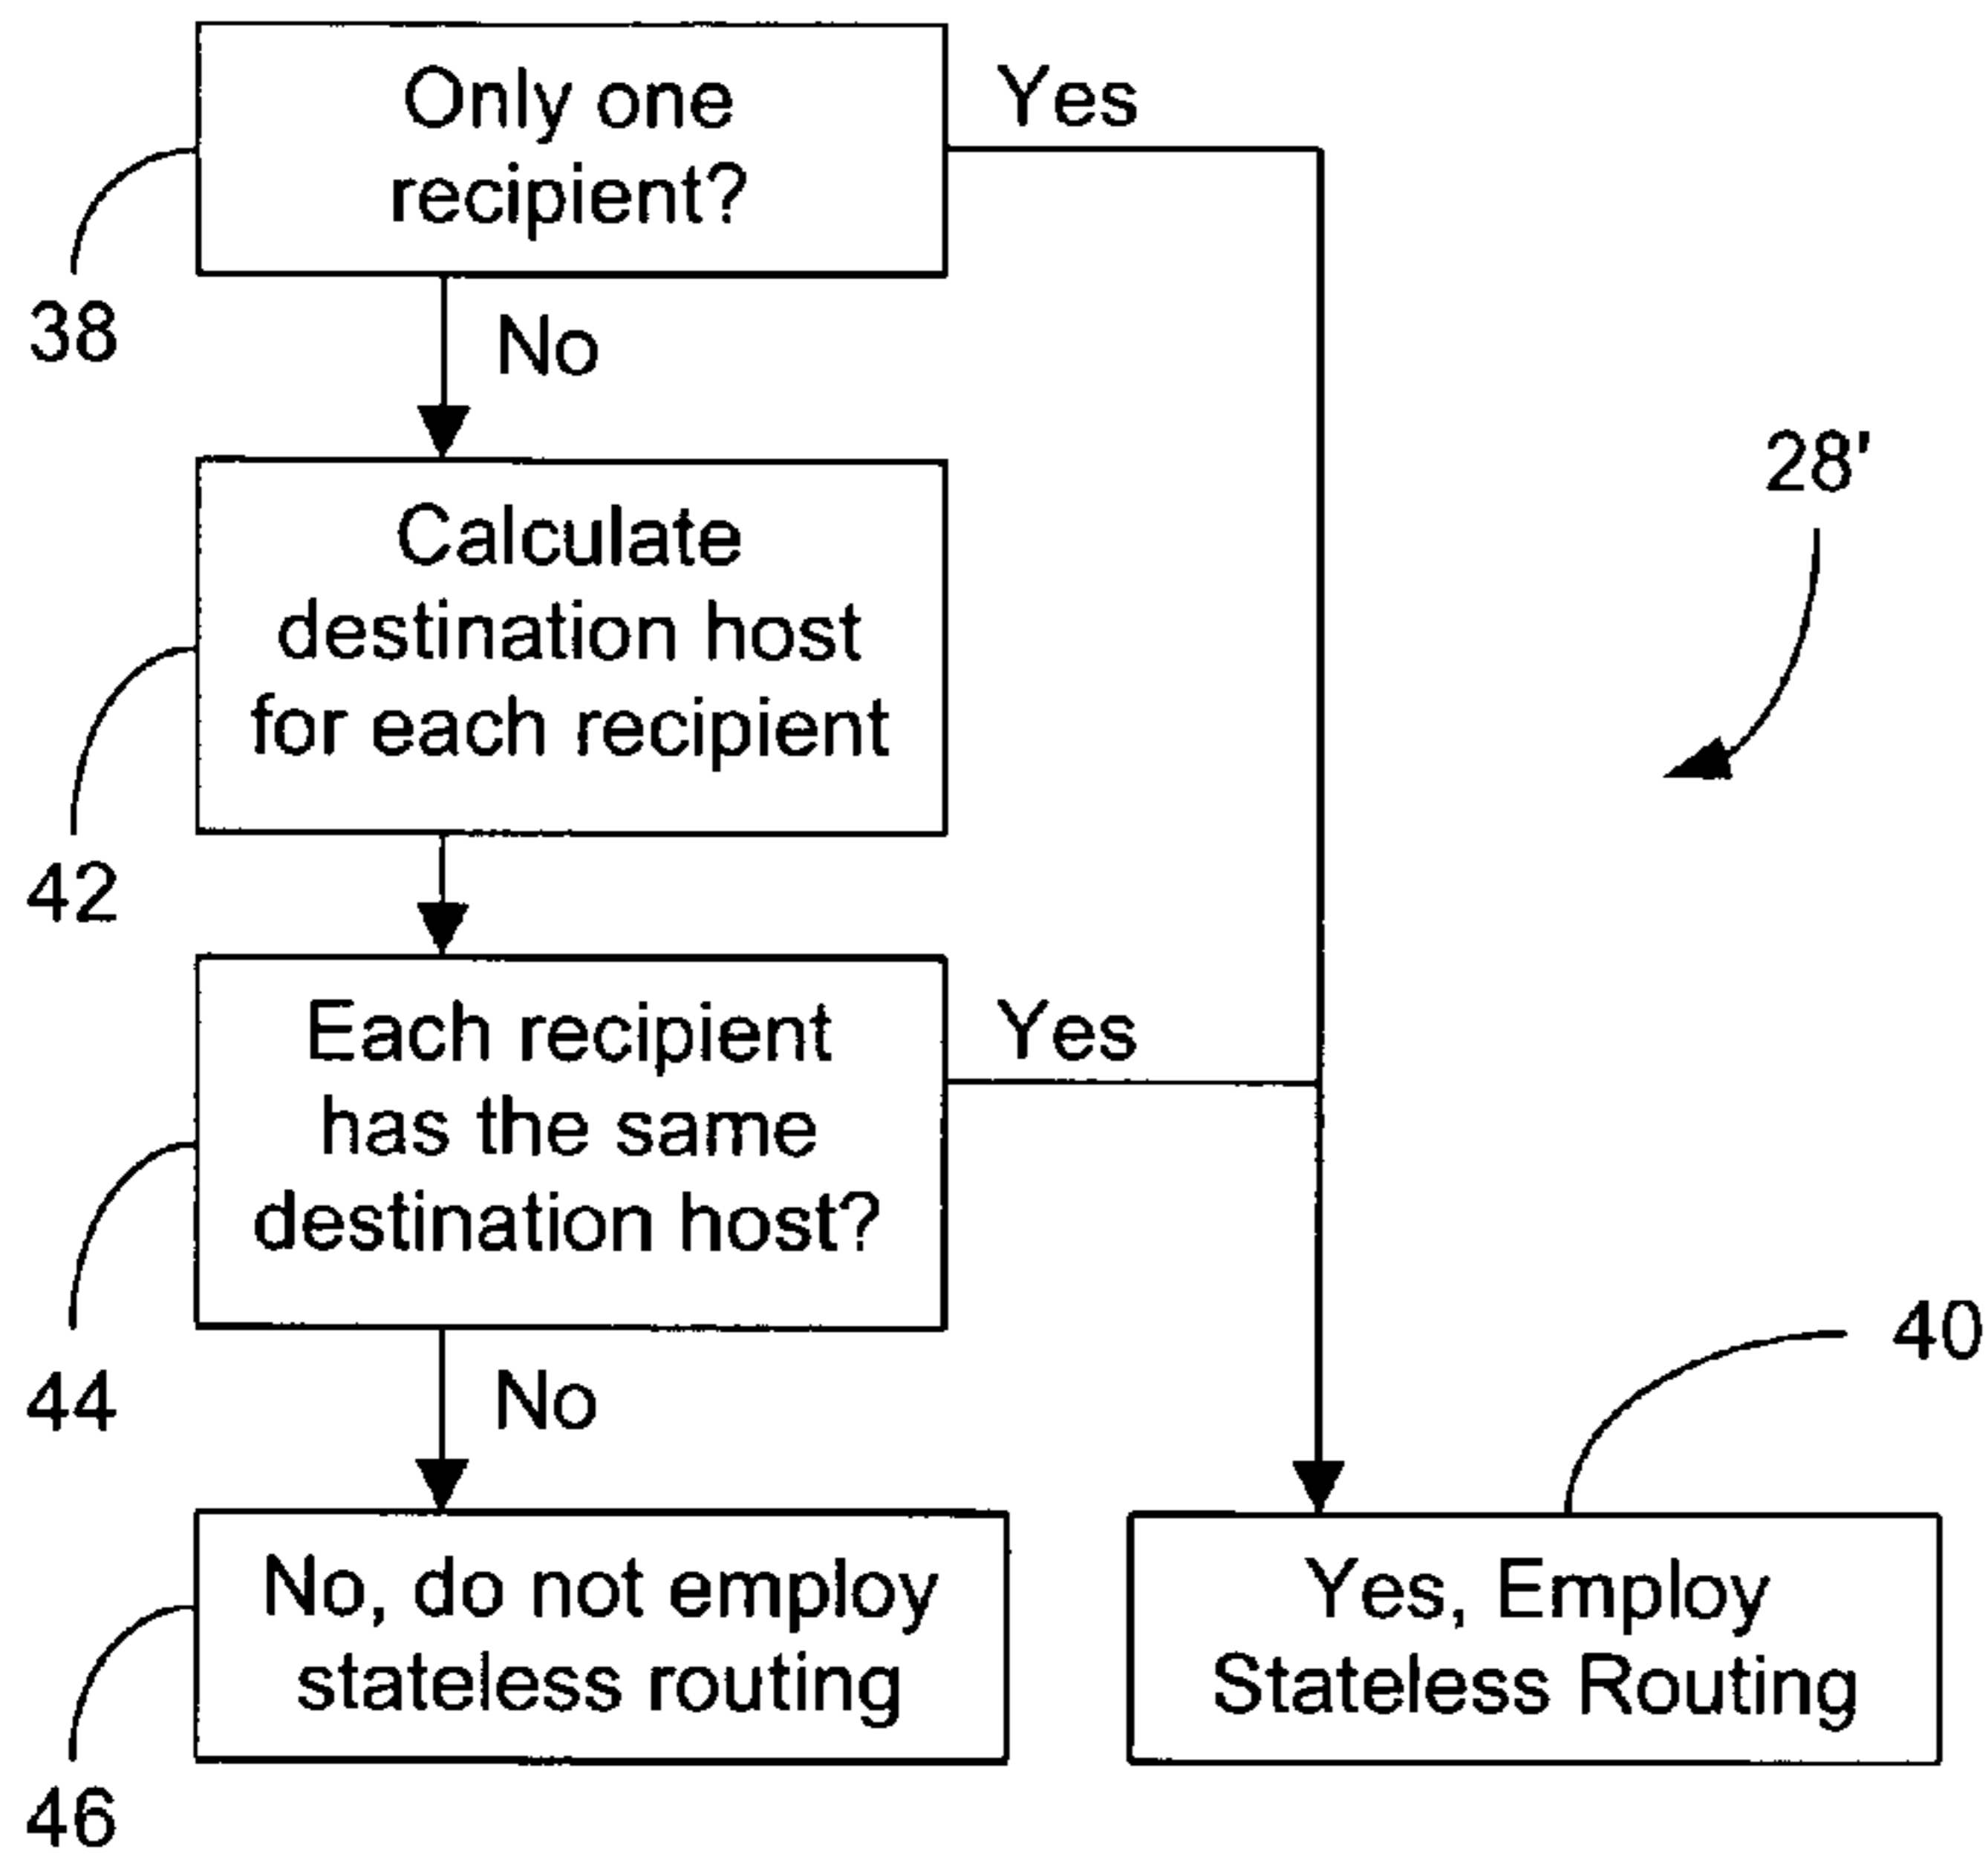 Only one
recipient?
Yes
38
No
28'
Calculate
destination host
for each recipient
42
Each recipient
has the same
destination host?
Yes
44
No
40
No, do not employ
stateless routing
Yes, Employ
Stateless Routing
46